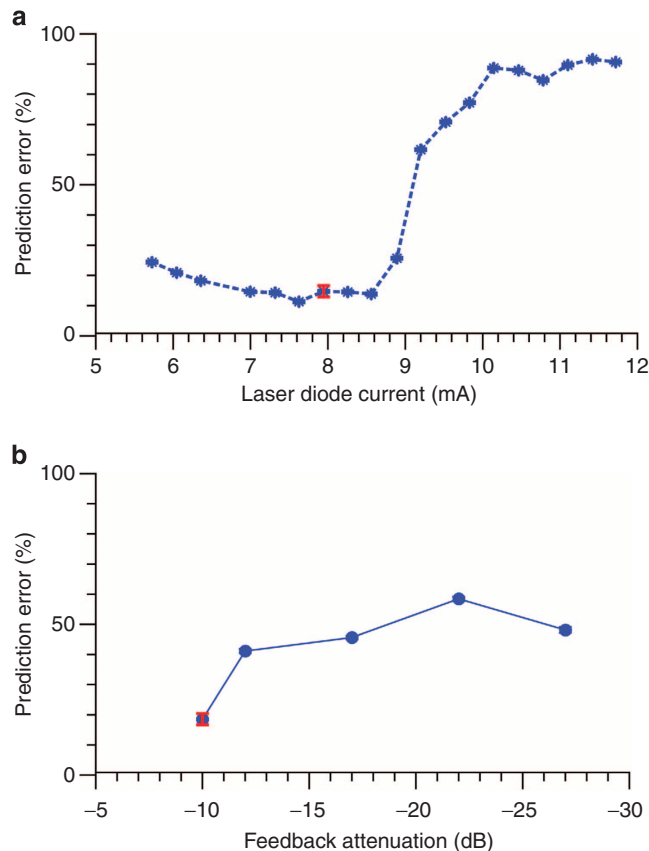 a
100
50
0
Prediction error (%)
5 6 7 8 9 10 11 12
Laser diode current (mA)
b
100
50
0
Prediction error (%)
–5 –10 –15 –20 –25 –30
Feedback attenuation (dB)